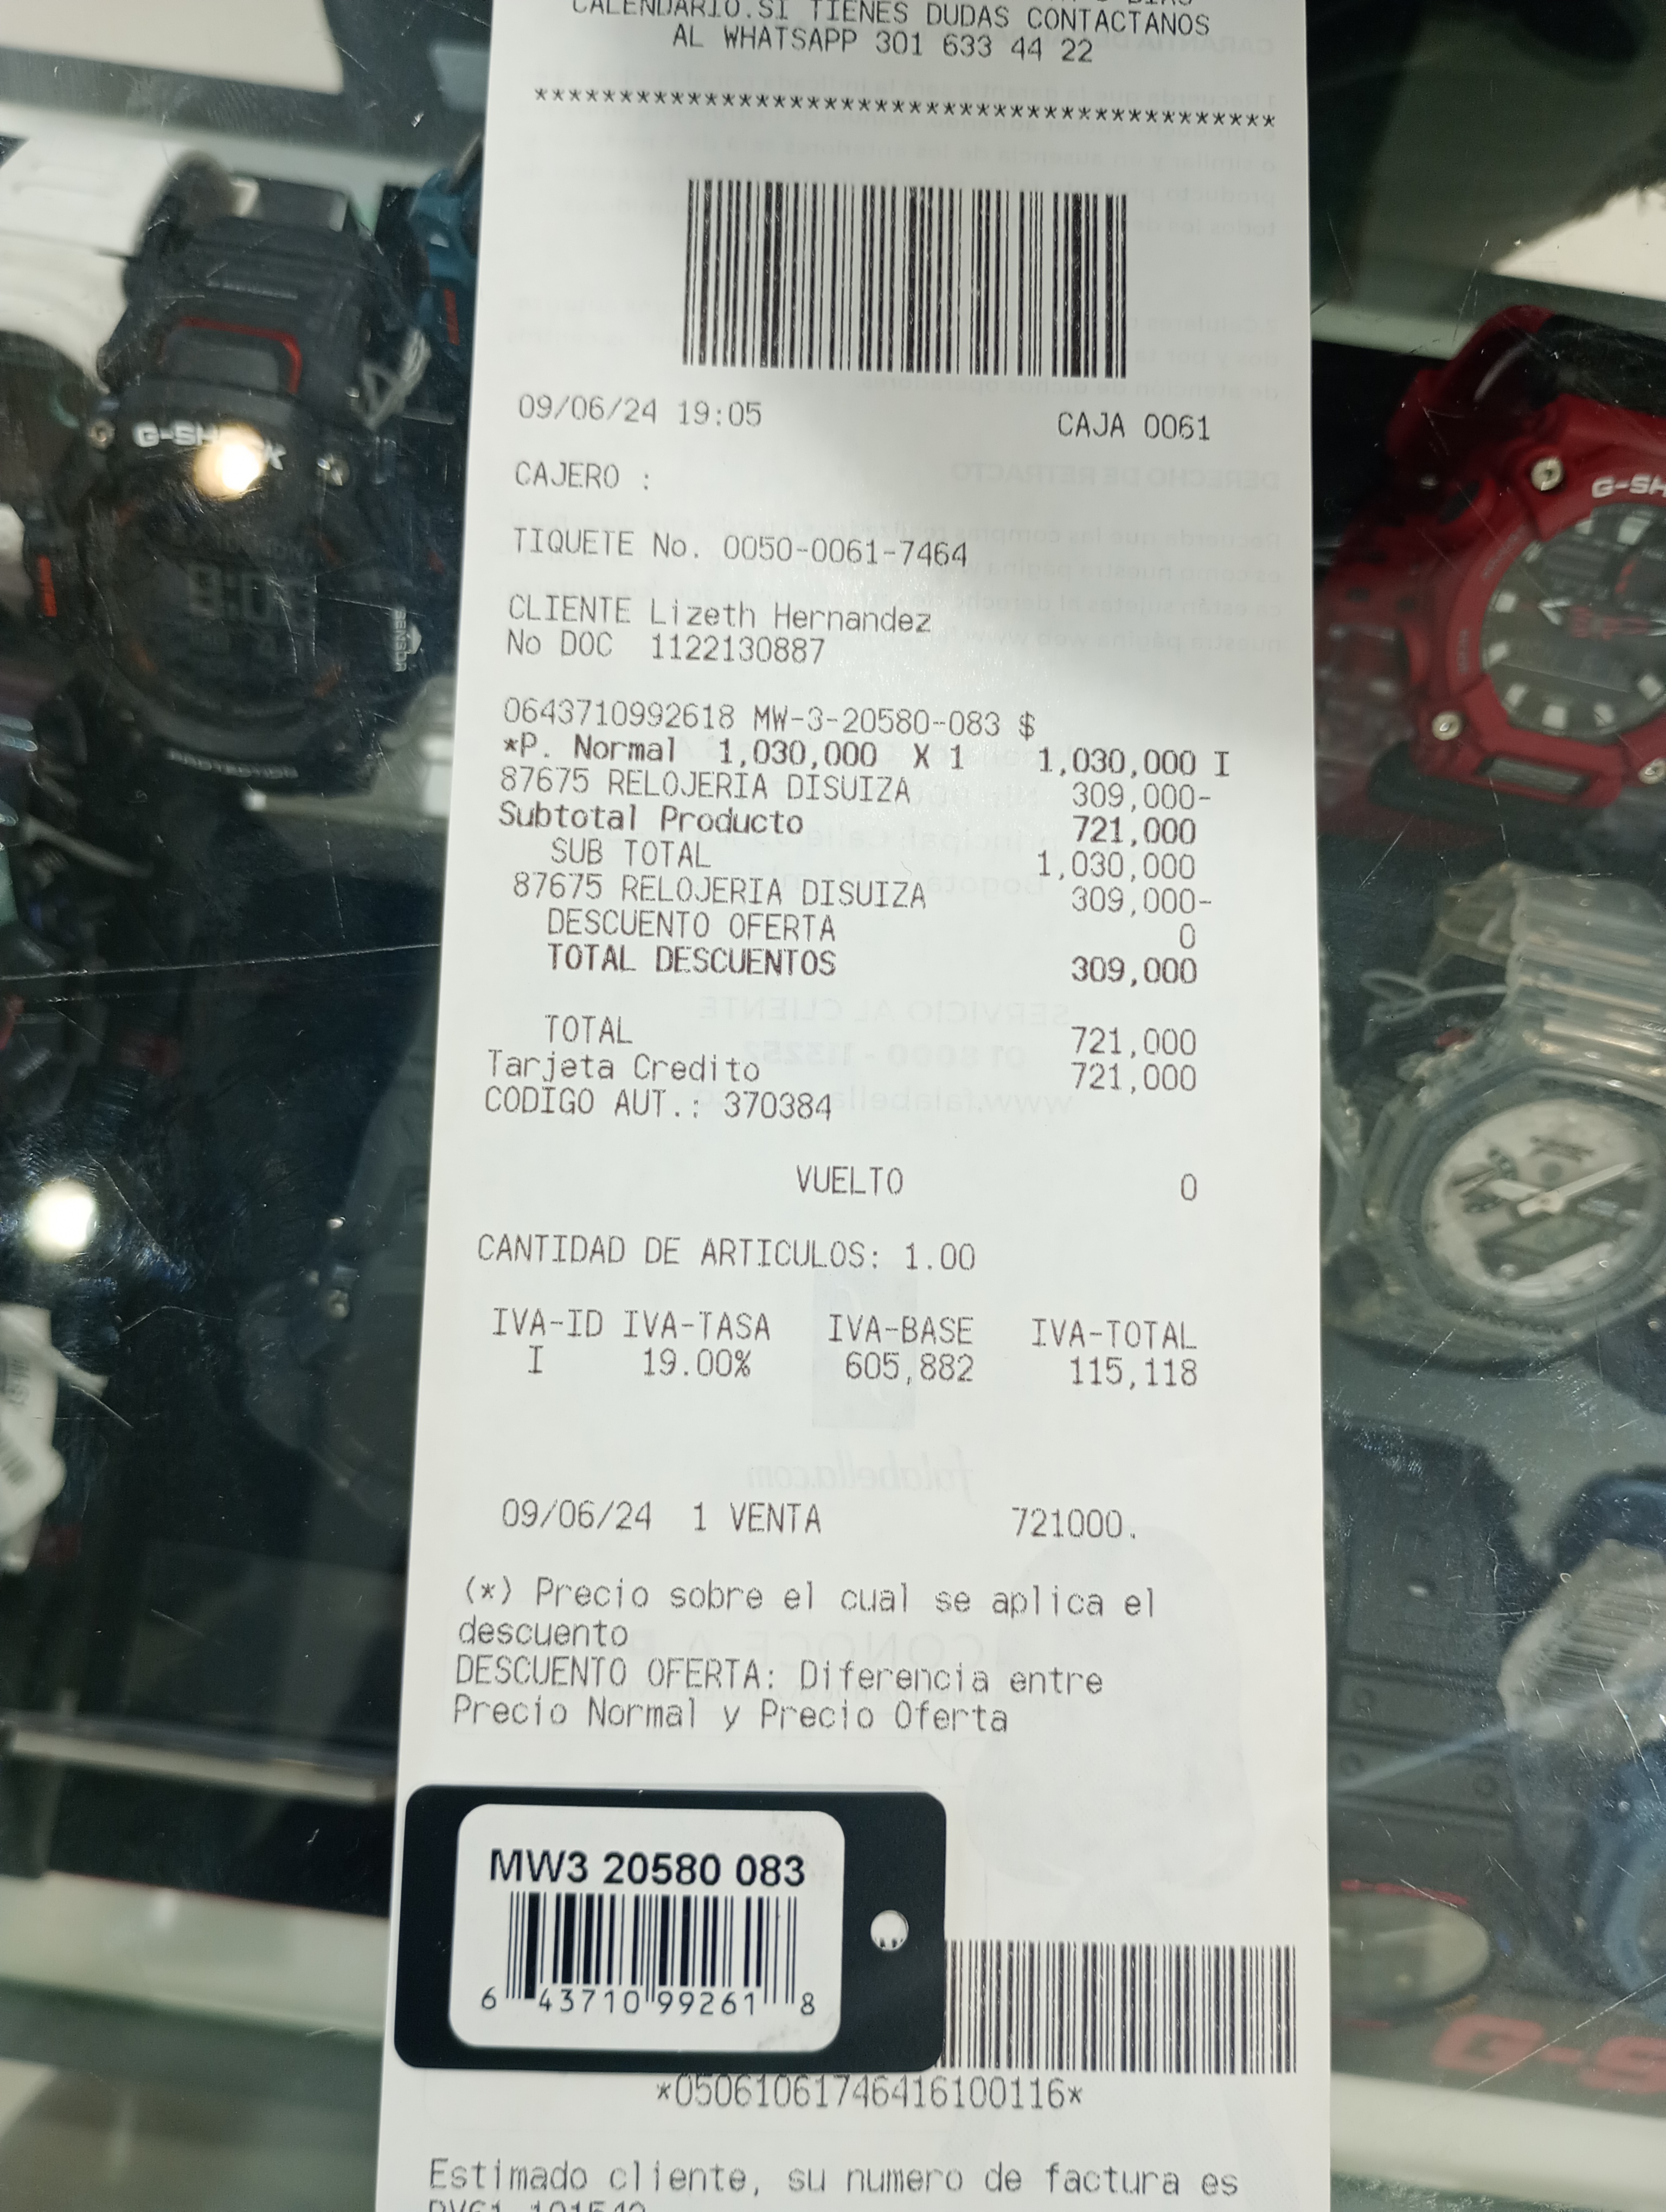 CALENDARIO.SI TIENES DUDAS CONTACTANOS
AL WHATSAPP 301 633 44 22
********************************************
09/06/24 19:05 CAJA 0061
CAJERO :
TIQUETE No. 0050-0061-7464
CLIENTE Lizeth Hernandez
No DOC 1122130887
0643710992618 MW-3-20580-083 $
*P. Normal 1,030,000 X 1 1,030,000 I
87675 RELOJERIA DISUIZA 309,000-
Subtotal Producto 721,000
SUB TOTAL 1,030,000
87675 RELOJERIA DISUIZA 309,000-
DESCUENTO OFERTA 0
TOTAL DESCUENTOS 309,000
TOTAL 721,000
Tarjeta Credito 721,000
CODIGO AUT.: 370384
VUELTO 0
CANTIDAD DE ARTICULOS: 1.00
IVA-ID IVA-TASA IVA-BASE IVA-TOTAL
I 19.00% 605,882 115,118
09/06/24 1 VENTA 721000.
(*) Precio sobre el cual se aplica el
descuento
DESCUENTO OFERTA: Diferencia entre
Precio Normal y Precio Oferta
MW3 20580 083
6 43710 99261 8
*05061061746416100116*
Estimado cliente, su numero de factura es
G-SHOCK
SENSOR
PROTECTION
G-SH
G-S